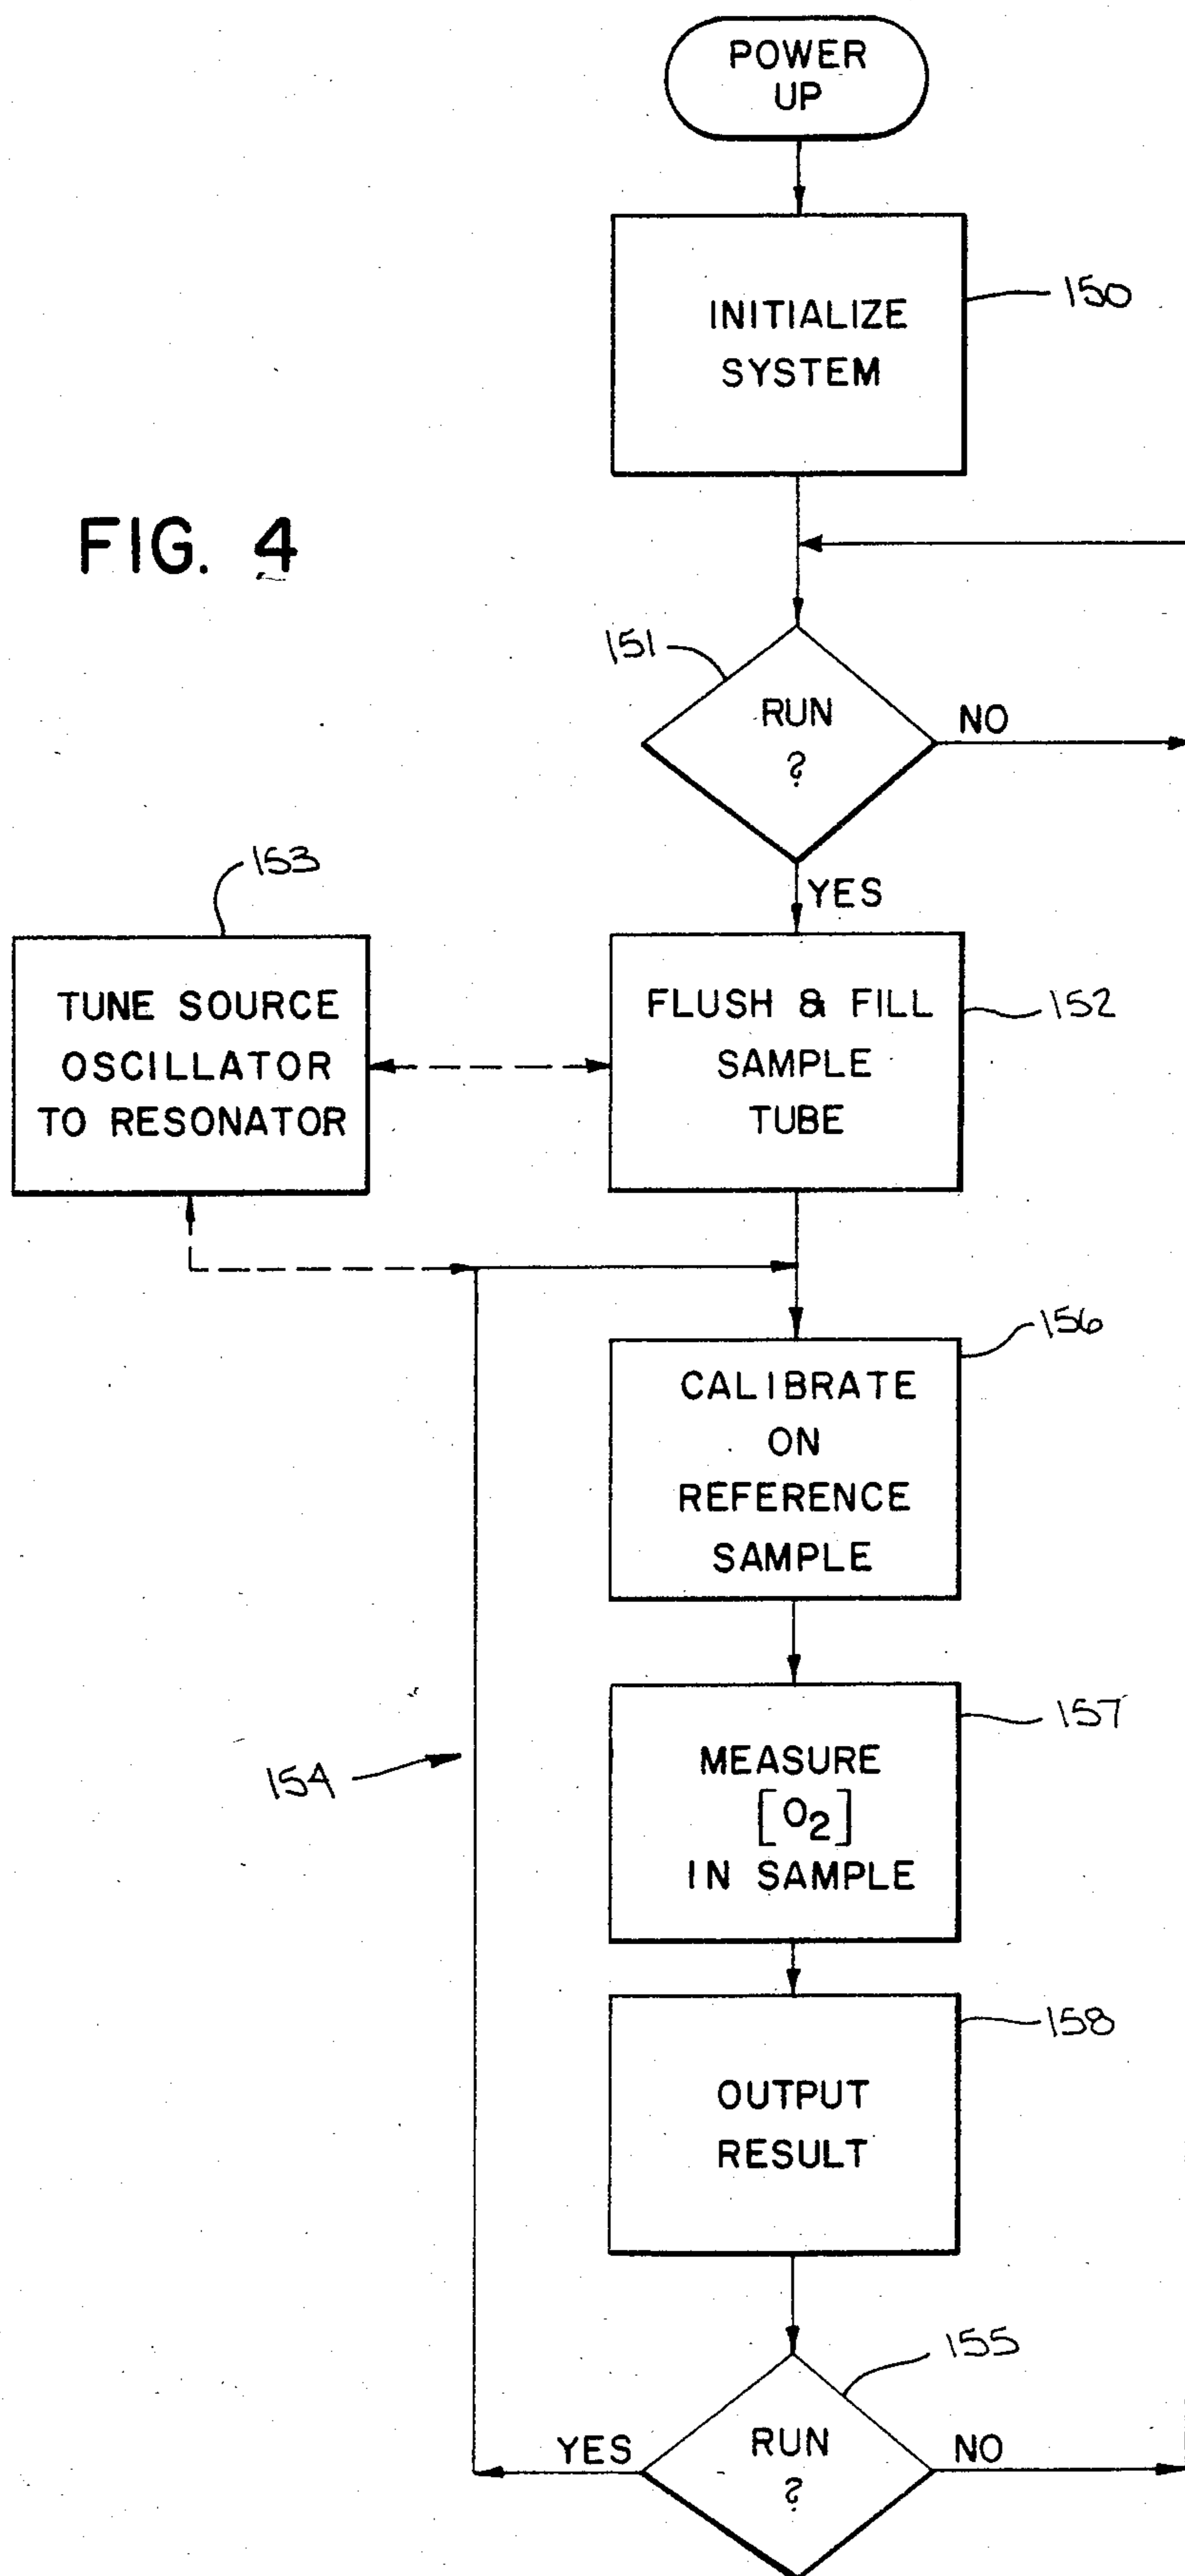 POWER
UP
INITIALIZE
SYSTEM
150
FIG. 4
151
RUN
?
NO
YES
153
TUNE SOURCE
OSCILLATOR
TO RESONATOR
FLUSH & FILL
SAMPLE
TUBE
152
156
CALIBRATE
ON
REFERENCE
SAMPLE
157
MEASURE
[O₂]
IN SAMPLE
154
158
OUTPUT
RESULT
155
RUN
?
YES
NO